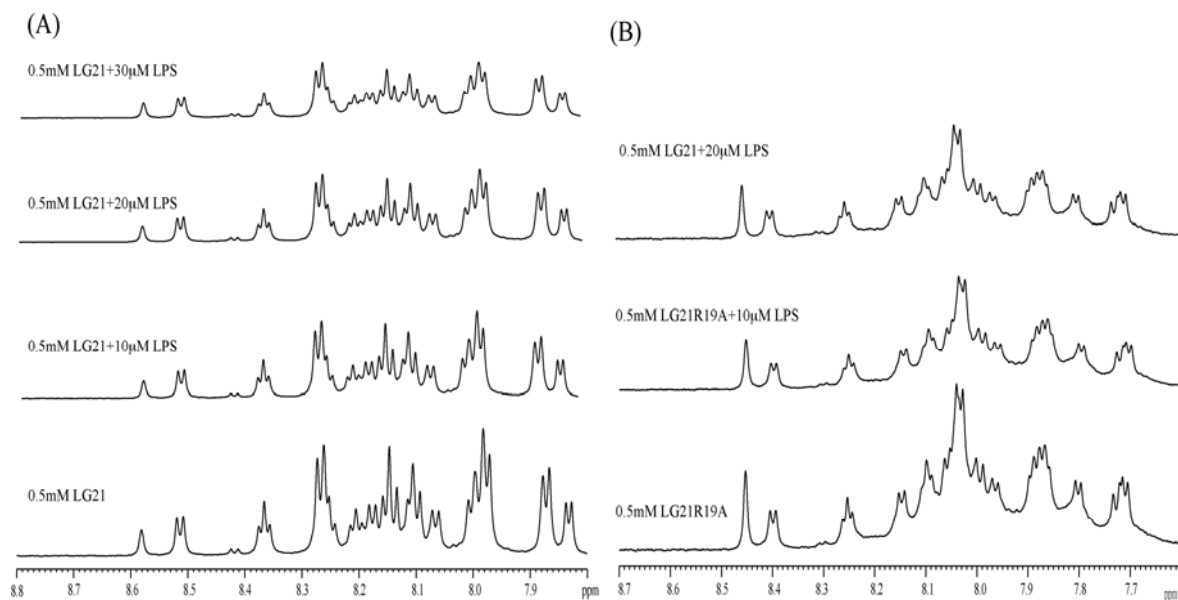 (A)
0.5mM LG21+30μM LPS
0.5mM LG21+20μM LPS
0.5mM LG21+10μM LPS
0.5mM LG21
8.8 8.7 8.6 8.5 8.4 8.3 8.2 8.1 8.0 7.9 ppm
(B)
0.5mM LG21+20μM LPS
0.5mM LG21R19A+10μM LPS
0.5mM LG21R19A
8.7 8.6 8.5 8.4 8.3 8.2 8.1 8.0 7.9 7.8 7.7 ppm